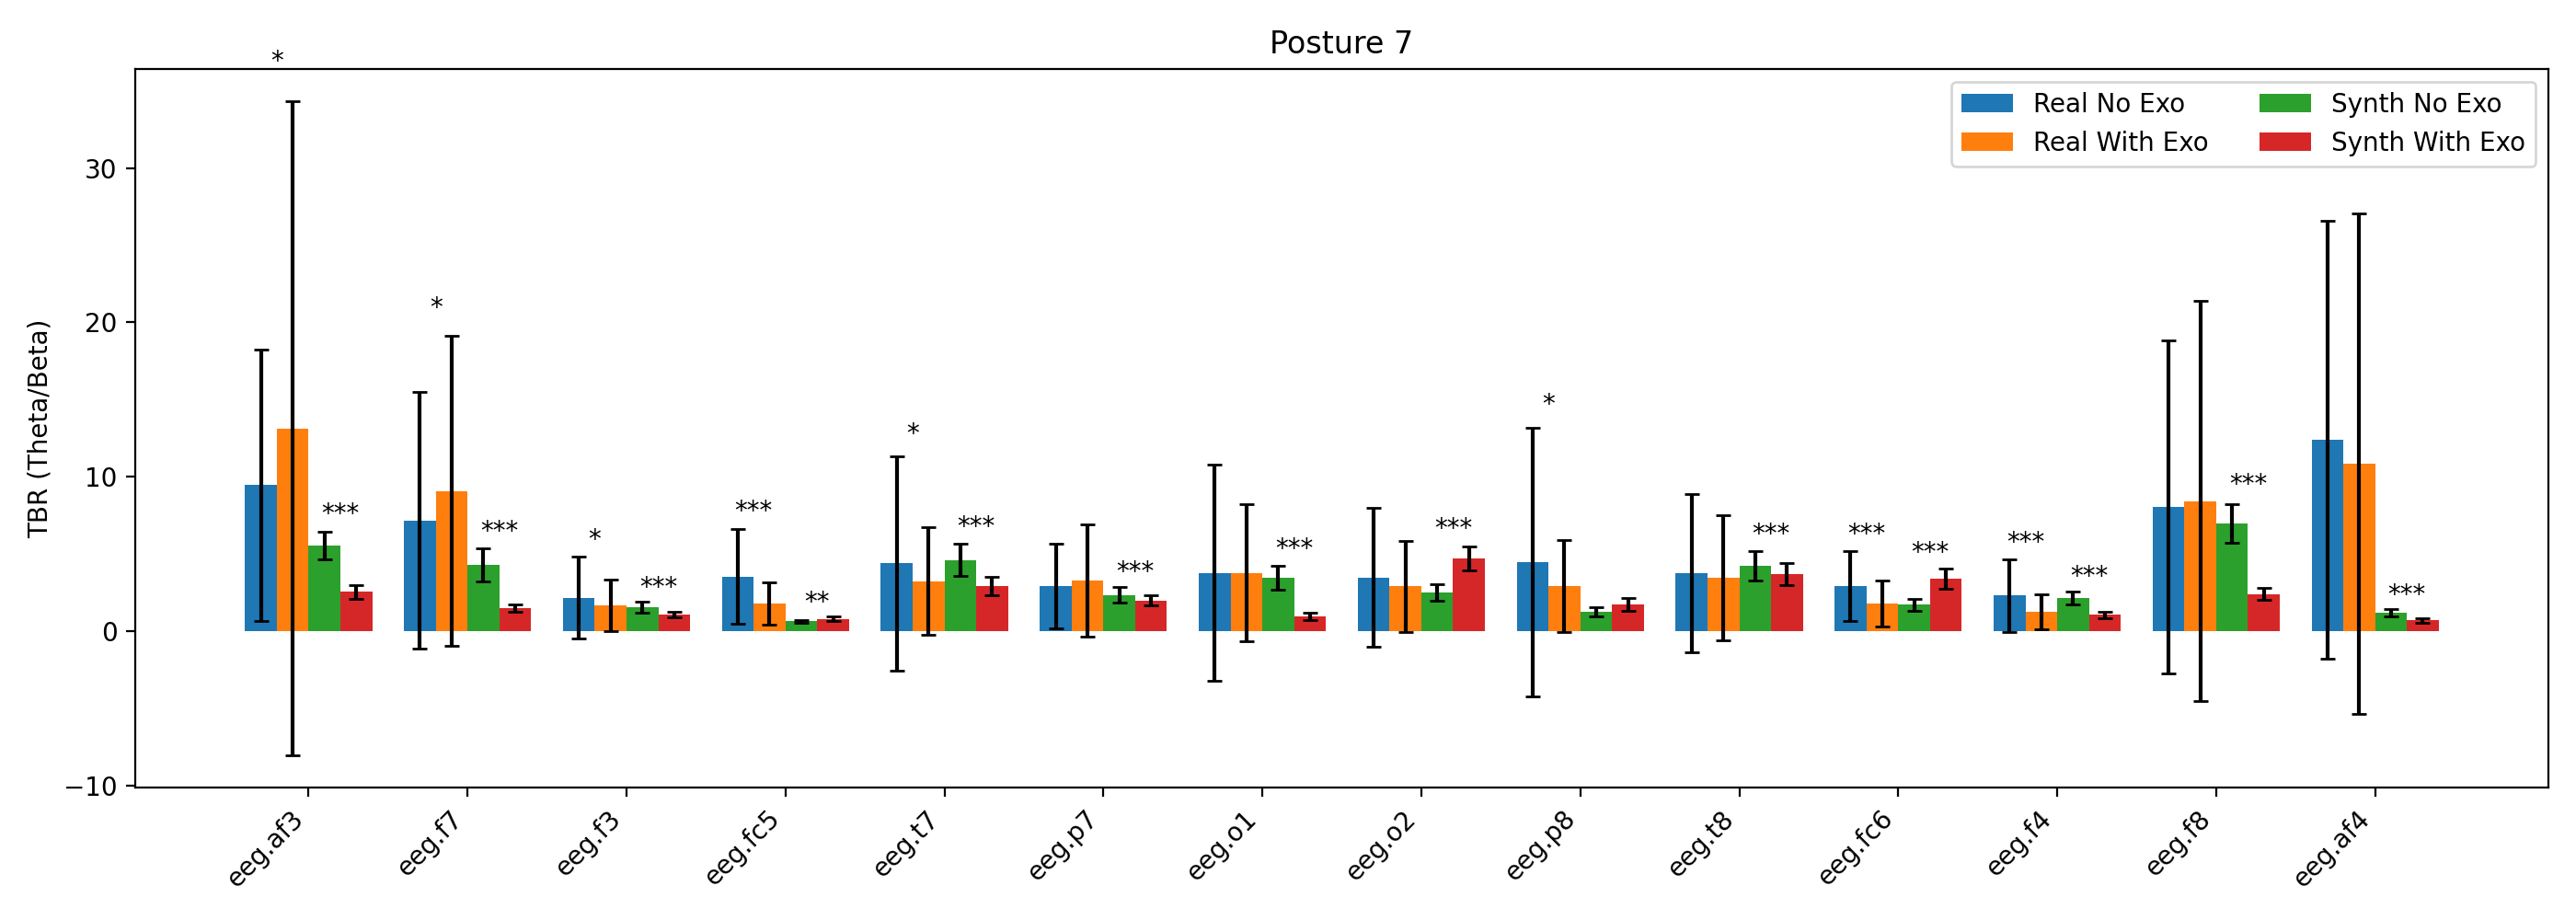 Posture 7
*
Real No Exo
Real With Exo
Synth No Exo
Synth With Exo
TBR (Theta/Beta)
30
20
10
0
−10
*
*
*
***
***
*
***
***
***
**
***
***
***
***
***
***
***
***
***
***
*
***
eeg.af3
eeg.f7
eeg.f3
eeg.fc5
eeg.t7
eeg.p7
eeg.o1
eeg.o2
eeg.p8
eeg.t8
eeg.fc6
eeg.f4
eeg.f8
eeg.af4